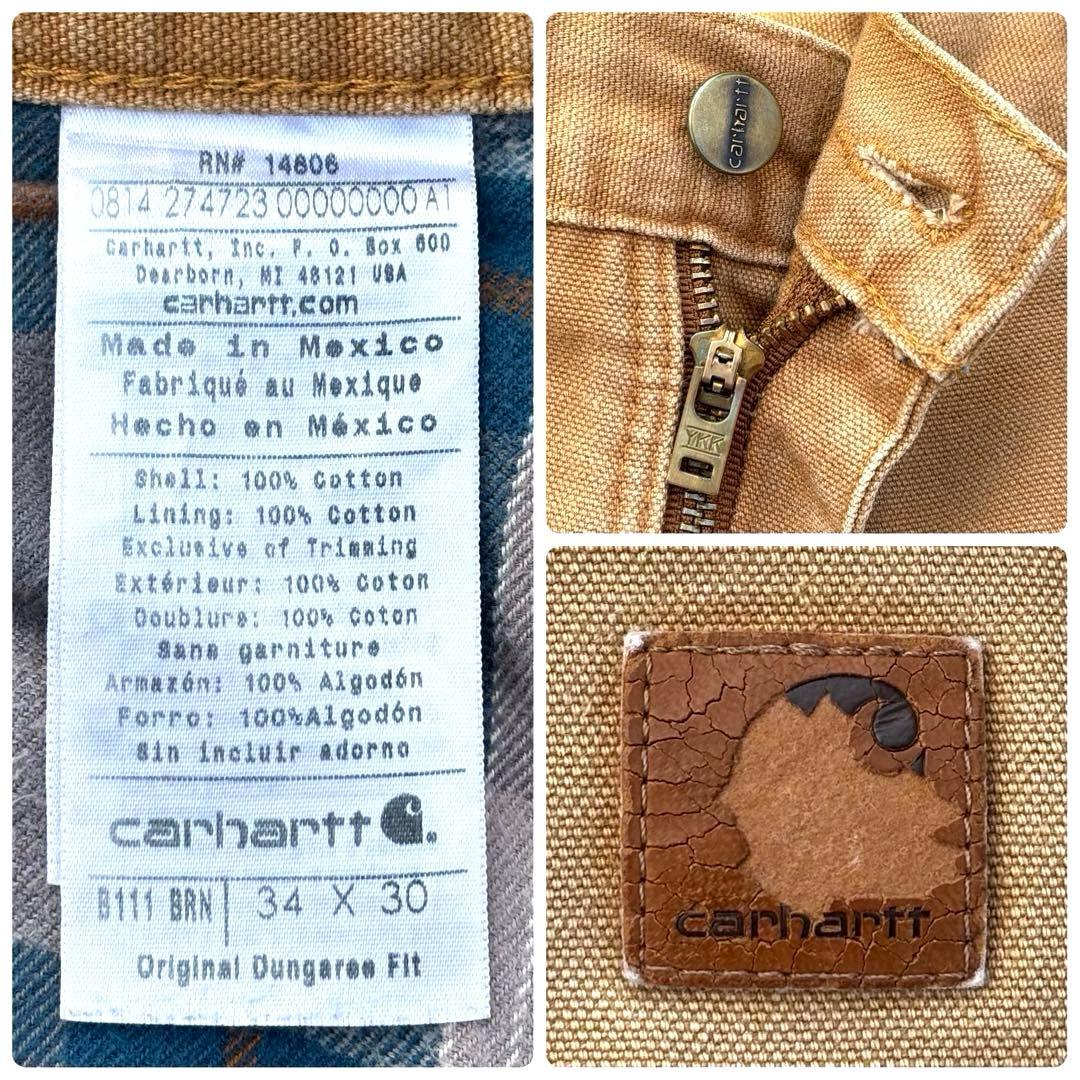 RN# 14806
0814 274723 00000000 A1
Carhartt, Inc. P. O. Box 600
Dearborn, MI 48121 USA
carhartt.com
Made in Mexico
Fabriqué au Mexique
Hecho en México
Shell: 100% Cotton
Lining: 100% Cotton
Exclusive of Trimming
Extérieur: 100% Coton
Doublure: 100% Coton
Sans garniture
Armazón: 100% Algodón
Forro: 100%Algodón
Sin incluir adorno
carhartt
B111 BRN 34 X 30
Original Dungaree Fit
carhartt
YKK
carhartt